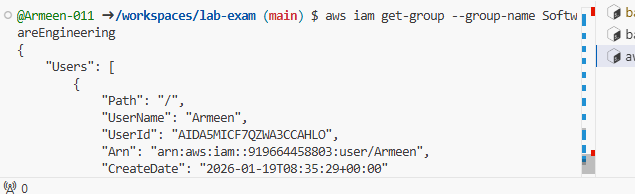 @Armeen-011 ➜/workspaces/lab-exam (main) $ aws iam get-group --group-name Softw
areEngineering
{
    "Users": [
        {
            "Path": "/",
            "UserName": "Armeen",
            "UserId": "AIDA5MICF7QZWA3CCAHLO",
            "Arn": "arn:aws:iam::919664458803:user/Armeen",
            "CreateDate": "2026-01-19T08:35:29+00:00"
ba
ba
aw
0